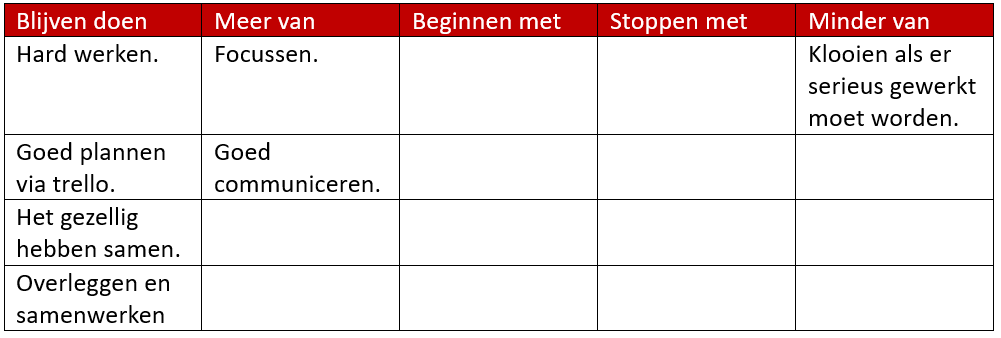 Blijven doen Meer van Beginnen met Stoppen met Minder van
Hard werken. Focussen. Klooien als er
serieus gewerkt
moet worden.
Goed plannen Goed
via trello. communiceren.
Het gezellig
hebben samen.
Overleggen en
samenwerken